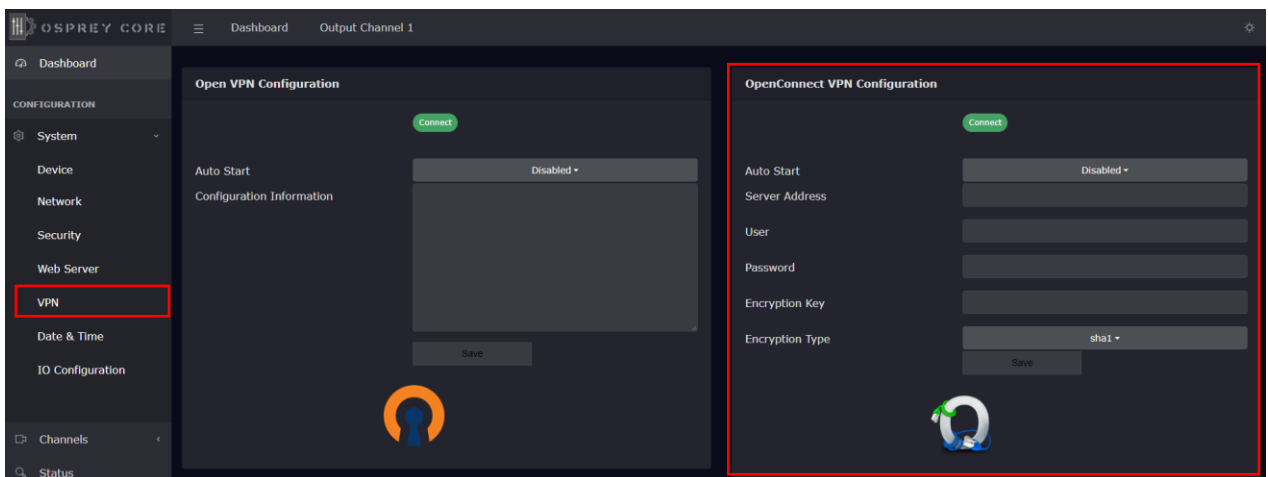 OSPREY CORE
Dashboard
Output Channel 1
Dashboard
CONFIGURATION
System
Device
Network
Security
Web Server
VPN
Date & Time
IO Configuration
Channels
Status
Open VPN Configuration
Connect
Auto Start
Disabled
Configuration Information
Save
OpenConnect VPN Configuration
Connect
Auto Start
Disabled
Server Address
User
Password
Encryption Key
Encryption Type
sha1
Save